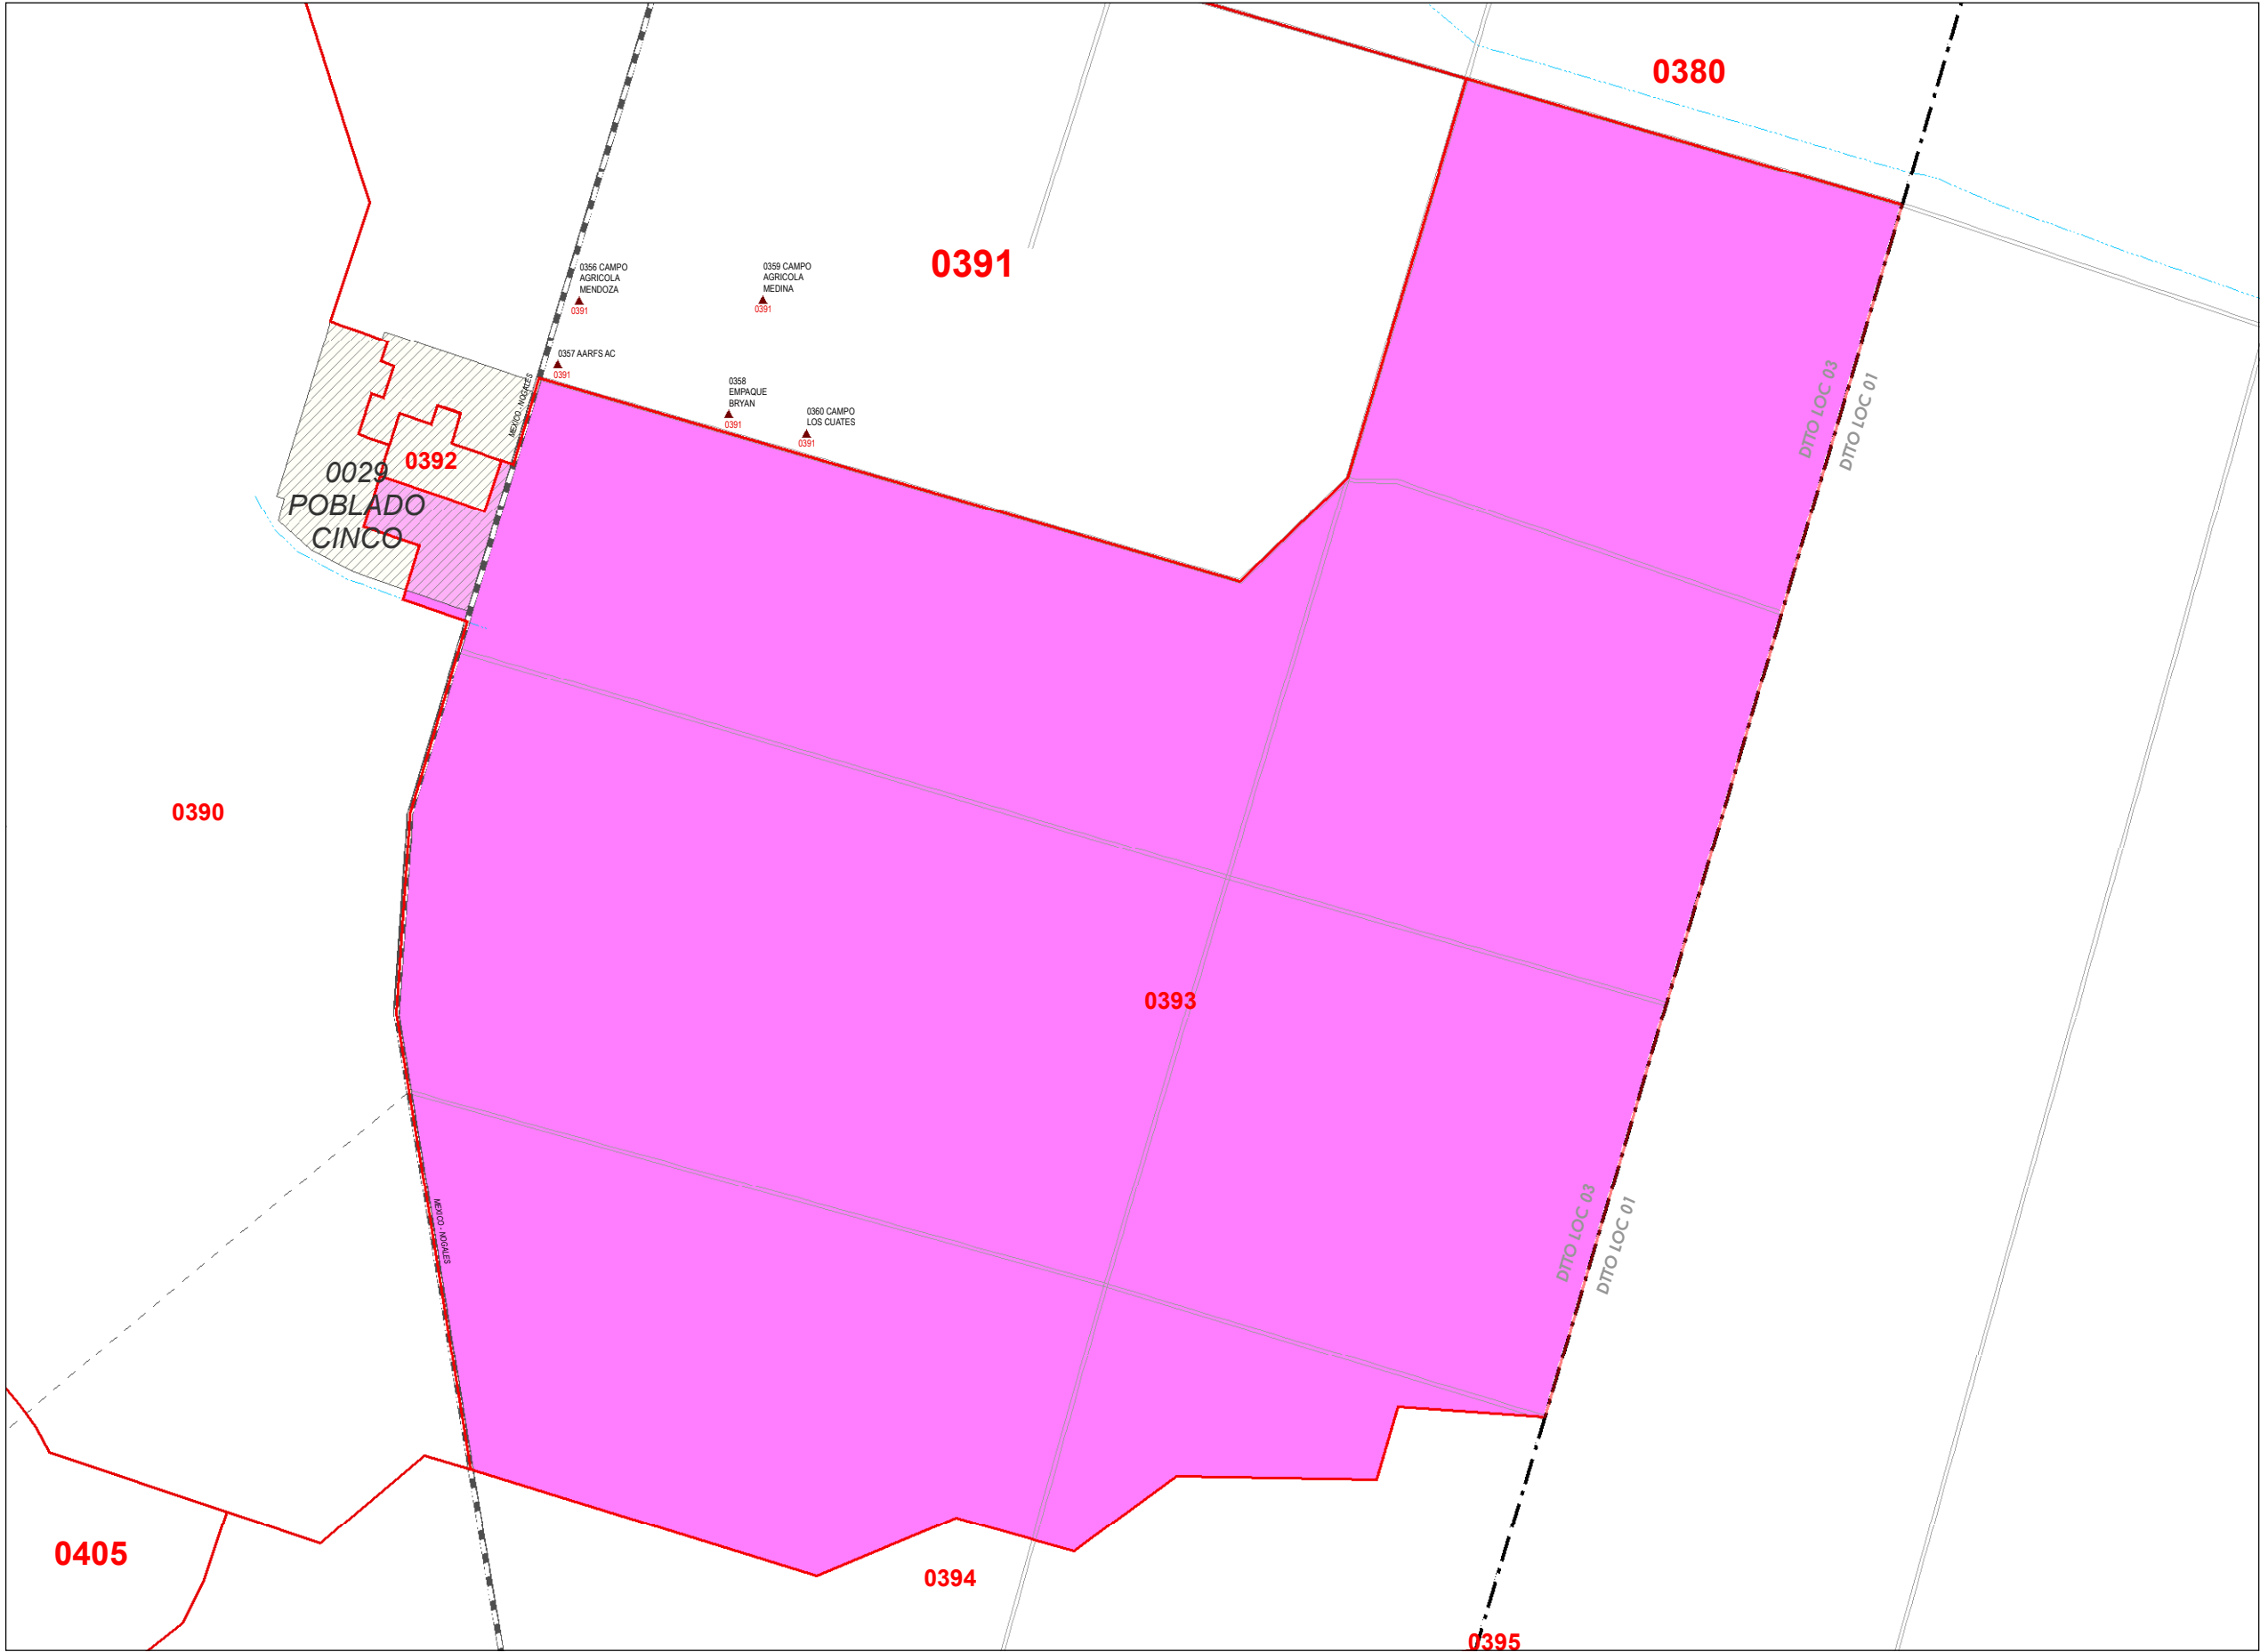 0380
0391
0356 CAMPO
AGRICOLA
MENDOZA
0391
0359 CAMPO
AGRICOLA
MEDINA
0391
0357 AARFS AC
0391
0358
EMPAQUE
BRYAN
0391
0360 CAMPO
LOS CUATES
0391
MEXICO - NOGALES
DTTO LOC 03
DTTO LOC 01
0392
0029
POBLADO
CINCO
0390
0393
MEXICO - NOGALES
DTTO LOC 03
DTTO LOC 01
0405
0394
0395